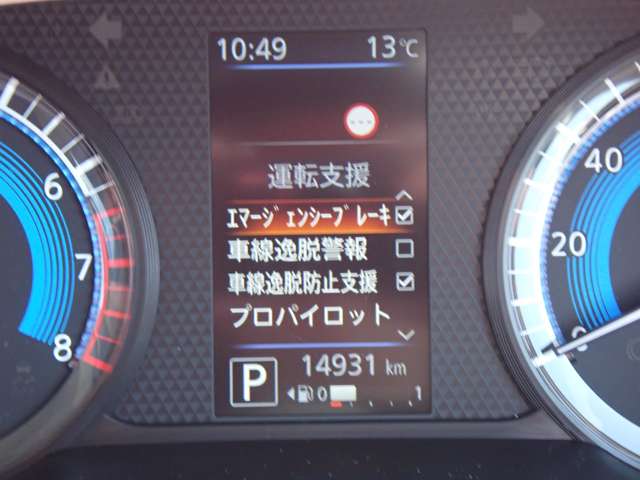 10:49 13℃
---
運転支援
ｴﾏｰｼﾞｪﾝｼｰﾌﾞﾚｰｷ
車線逸脱警報
車線逸脱防止支援
プロパイロット
14931 km
P
0 1
6
7
8
40
20
0